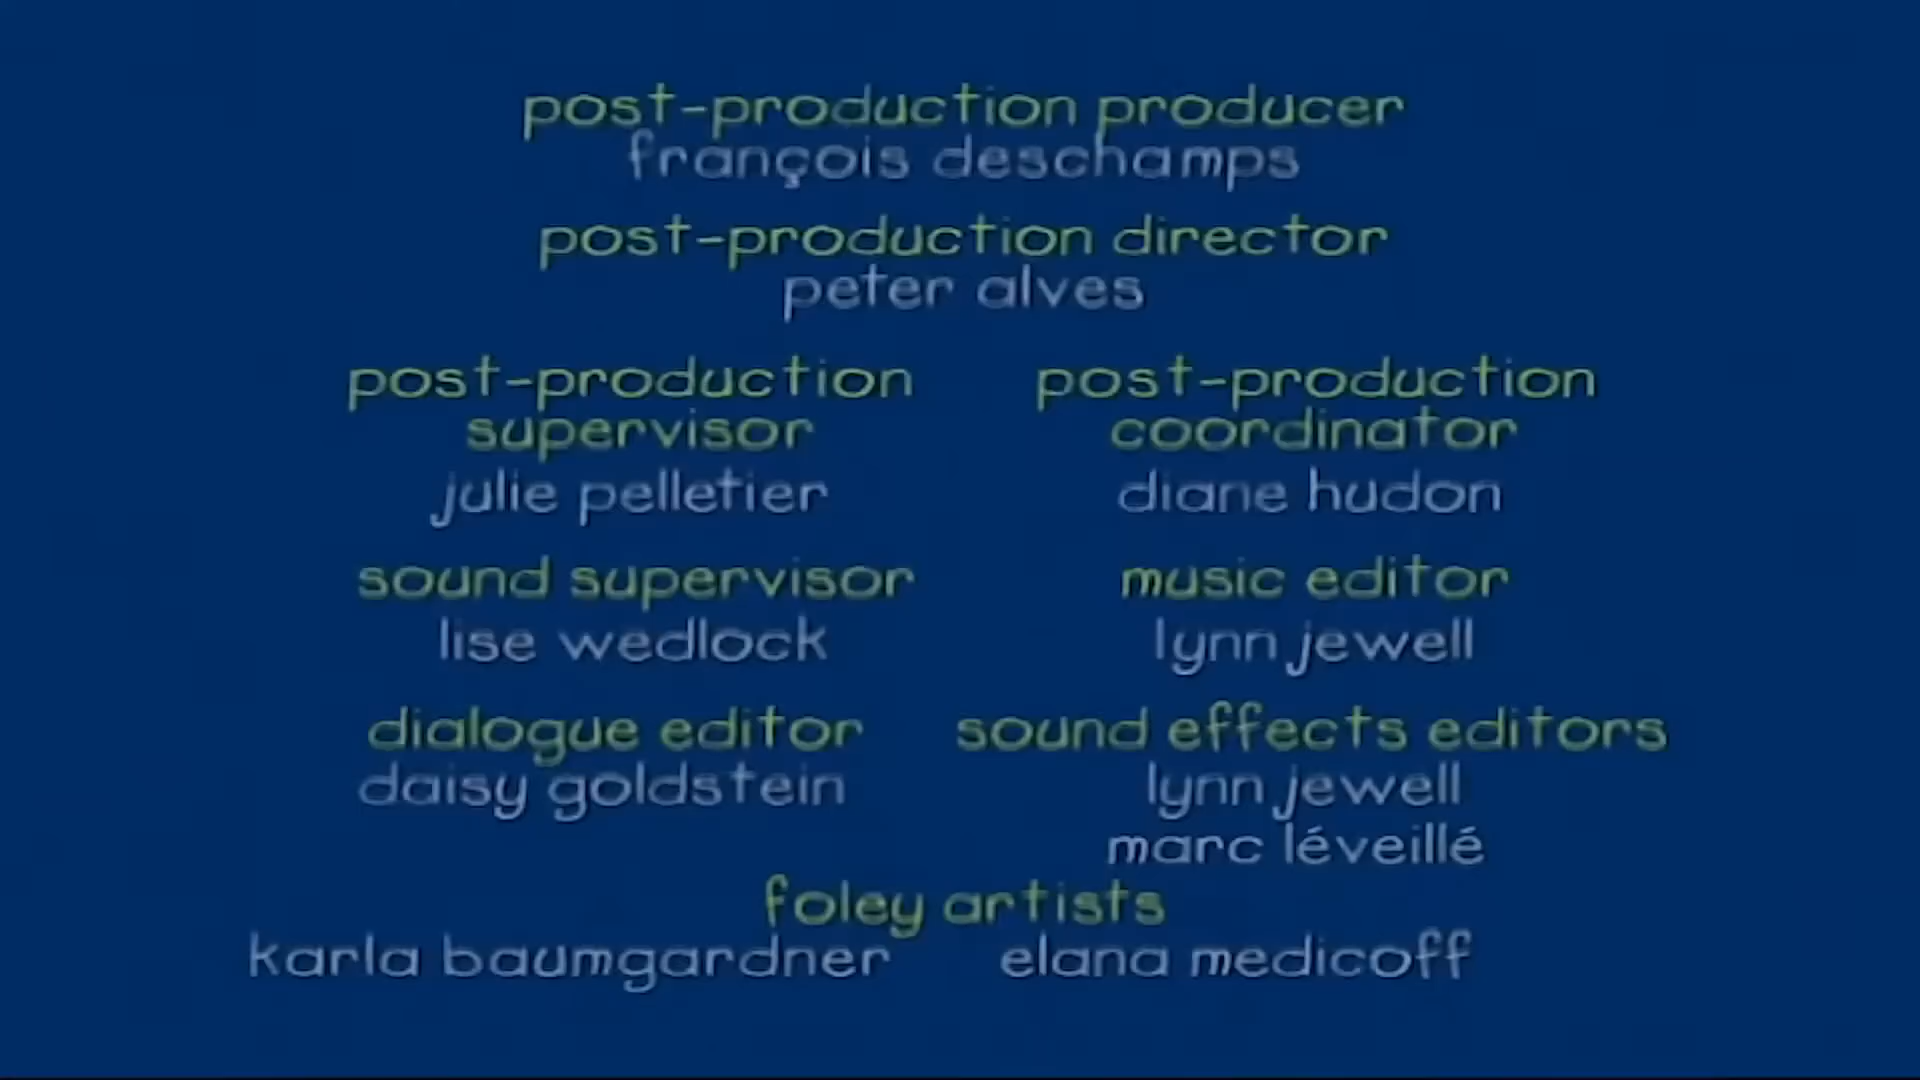 post-production producer
françois deschamps
post-production director
peter alves
post-production
supervisor
julie pelletier
post-production
coordinator
diane hudon
sound supervisor
lise wedlock
music editor
lynn jewell
dialogue editor
daisy goldstein
sound effects editors
lynn jewell
marc léveillé
foley artists
karla baumgardner
elana medicoff